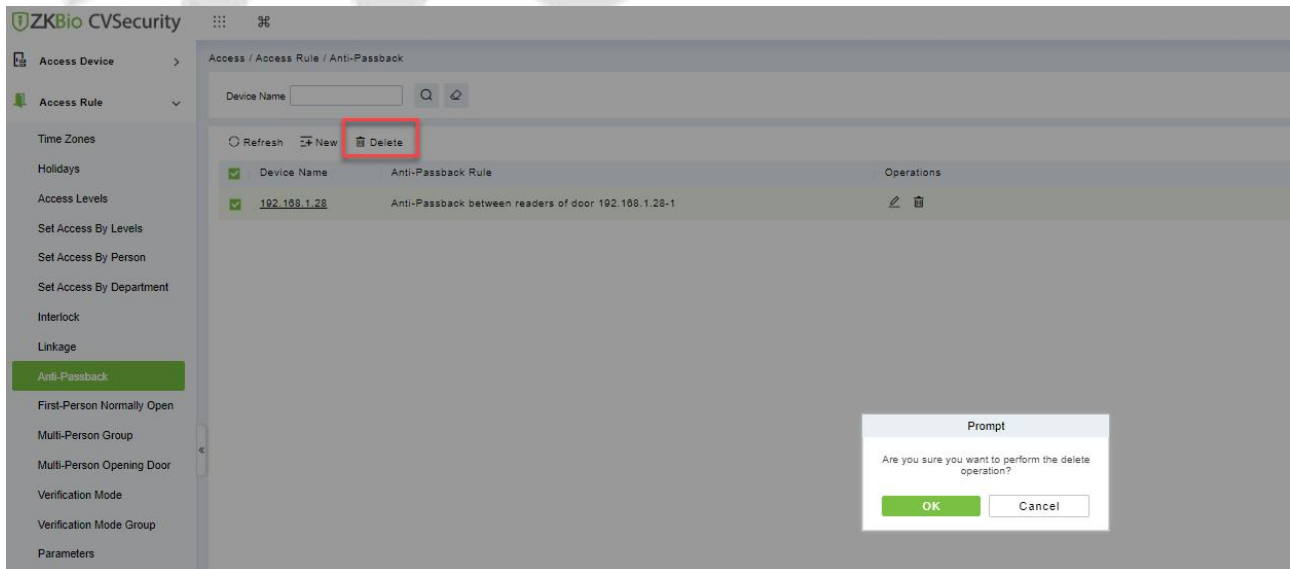 ZKBio CVSecurity
Access Device
Access Rule
Time Zones
Holidays
Access Levels
Set Access By Levels
Set Access By Person
Set Access By Department
Interlock
Linkage
Anti-Passback
First-Person Normally Open
Multi-Person Group
Multi-Person Opening Door
Verification Mode
Verification Mode Group
Parameters
Access / Access Rule / Anti-Passback
Device Name
Refresh New Delete
Device Name Anti-Passback Rule Operations
192.168.1.28 Anti-Passback between readers of door 192.168.1.28-1
Prompt
Are you sure you want to perform the delete
operation?
OK Cancel